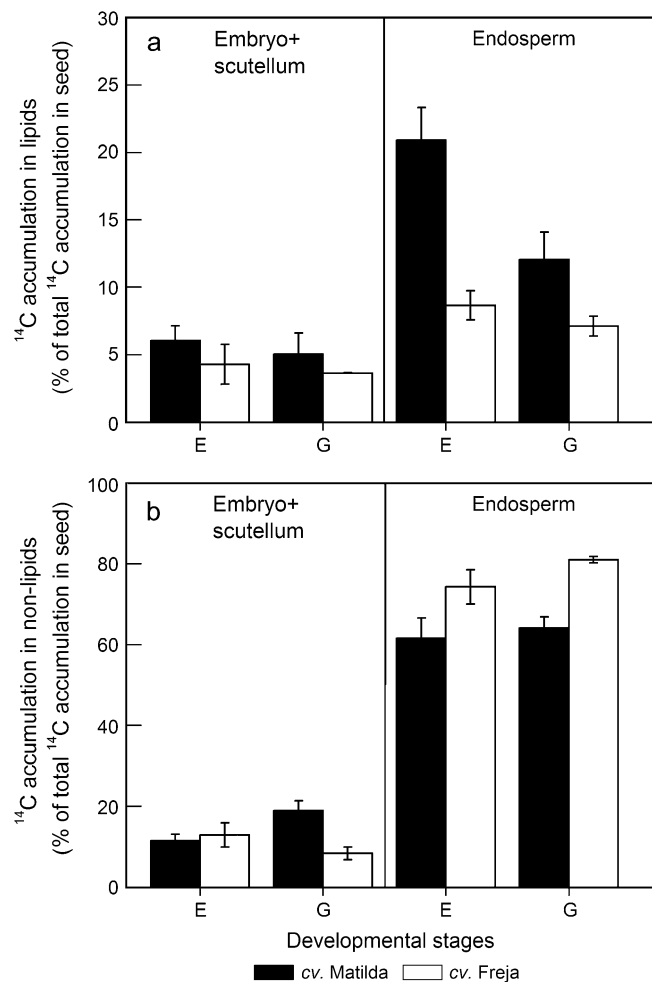 a
Embryo+
scutellum
Endosperm
¹⁴C accumulation in lipids
(% of total ¹⁴C accumulation in seed)
30
25
20
15
10
5
0
E
G
E
G
b
Embryo+
scutellum
Endosperm
¹⁴C accumulation in non-lipids
(% of total ¹⁴C accumulation in seed)
100
80
60
40
20
0
E
G
E
G
Developmental stages
cv. Matilda
cv. Freja